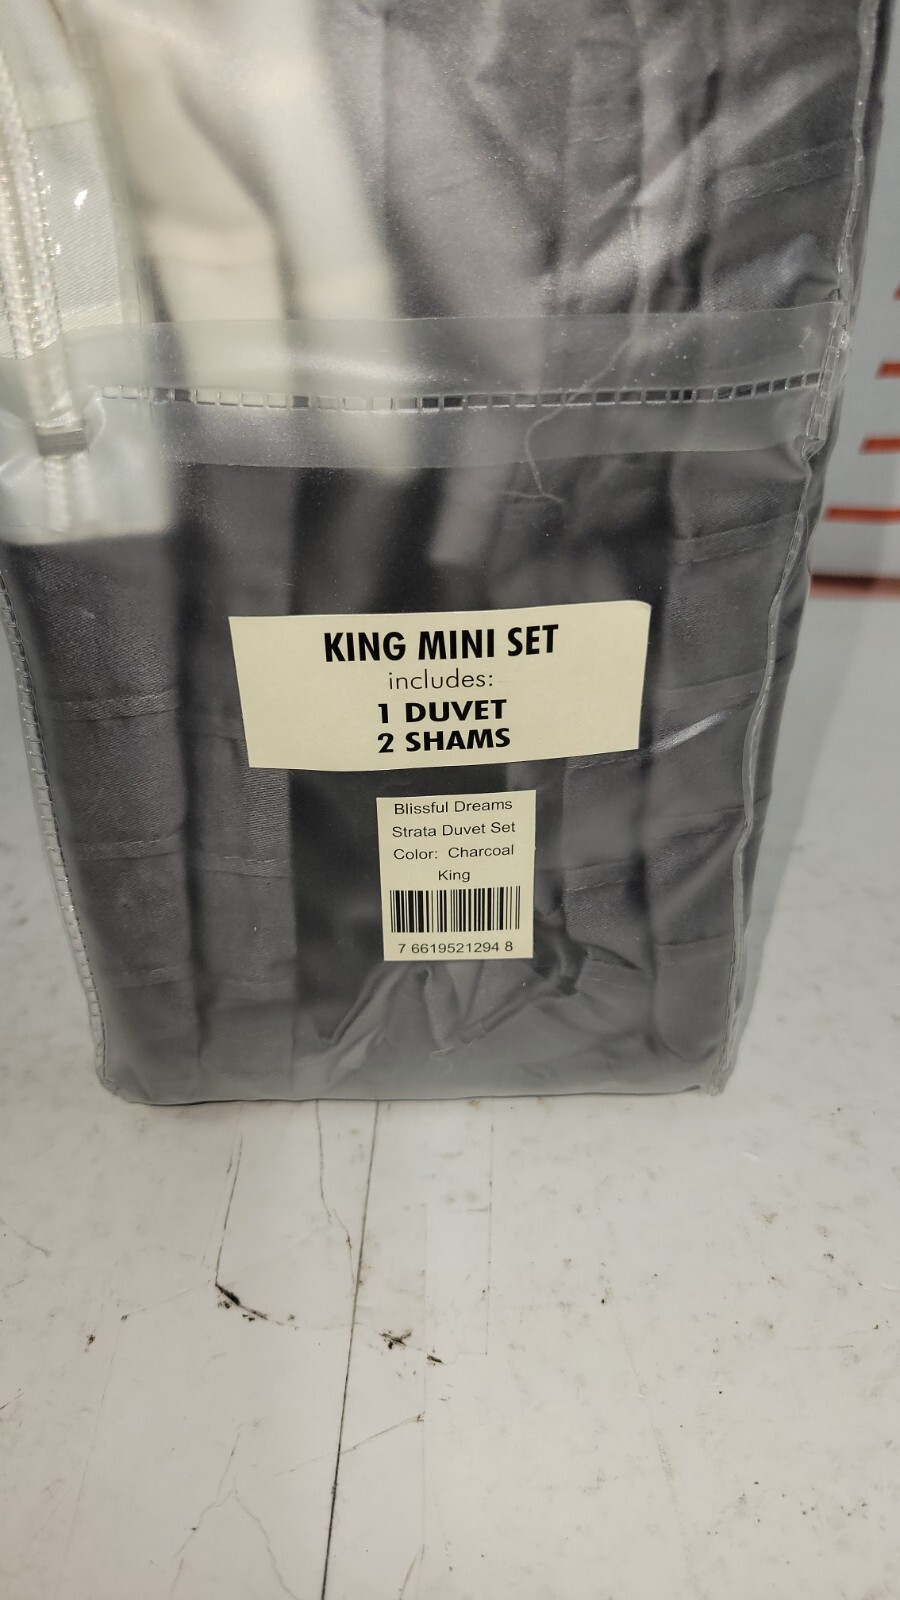 KING MINI SET
includes:
1 DUVET
2 SHAMS
Blissful Dreams
Strata Duvet Set
Color: Charcoal
King
7 6619521294 8